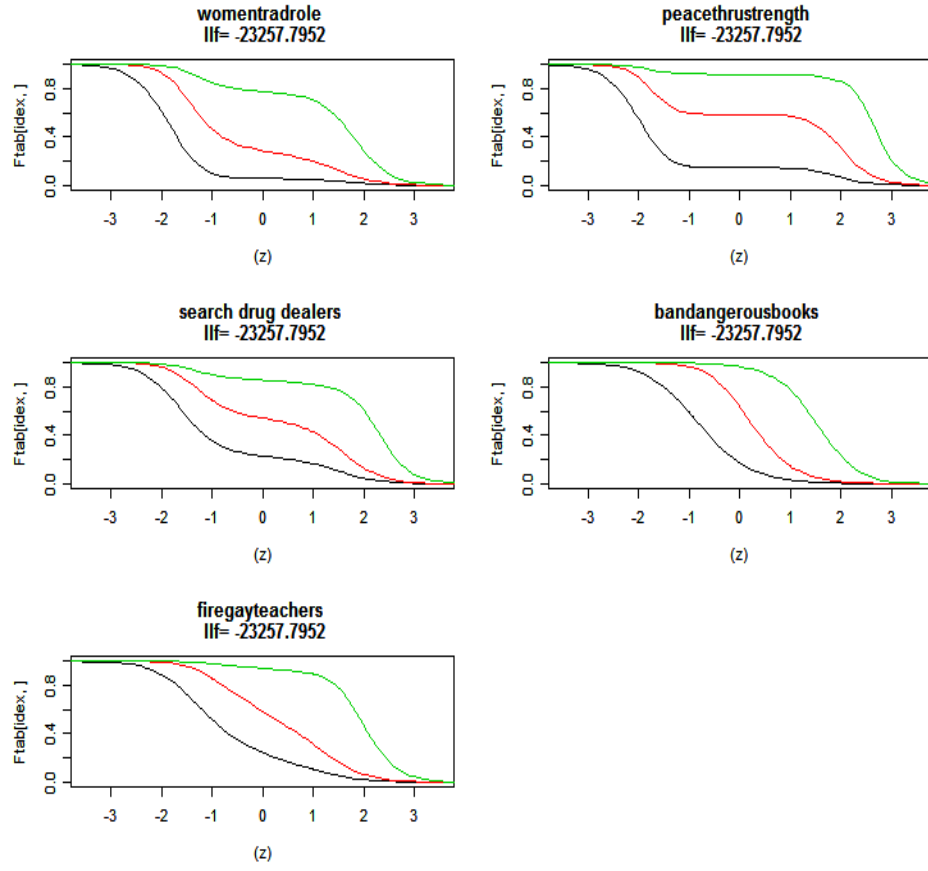 womentradrole
llf= -23257.7952
Ftab[idex, ]
0.0 0.4 0.8
-3 -2 -1 0 1 2 3
(z)
peacethrustrength
llf= -23257.7952
Ftab[idex, ]
0.0 0.4 0.8
-3 -2 -1 0 1 2 3
(z)
search drug dealers
llf= -23257.7952
Ftab[idex, ]
0.0 0.4 0.8
-3 -2 -1 0 1 2 3
(z)
bandangerousbooks
llf= -23257.7952
Ftab[idex, ]
0.0 0.4 0.8
-3 -2 -1 0 1 2 3
(z)
firegayteachers
llf= -23257.7952
Ftab[idex, ]
0.0 0.4 0.8
-3 -2 -1 0 1 2 3
(z)